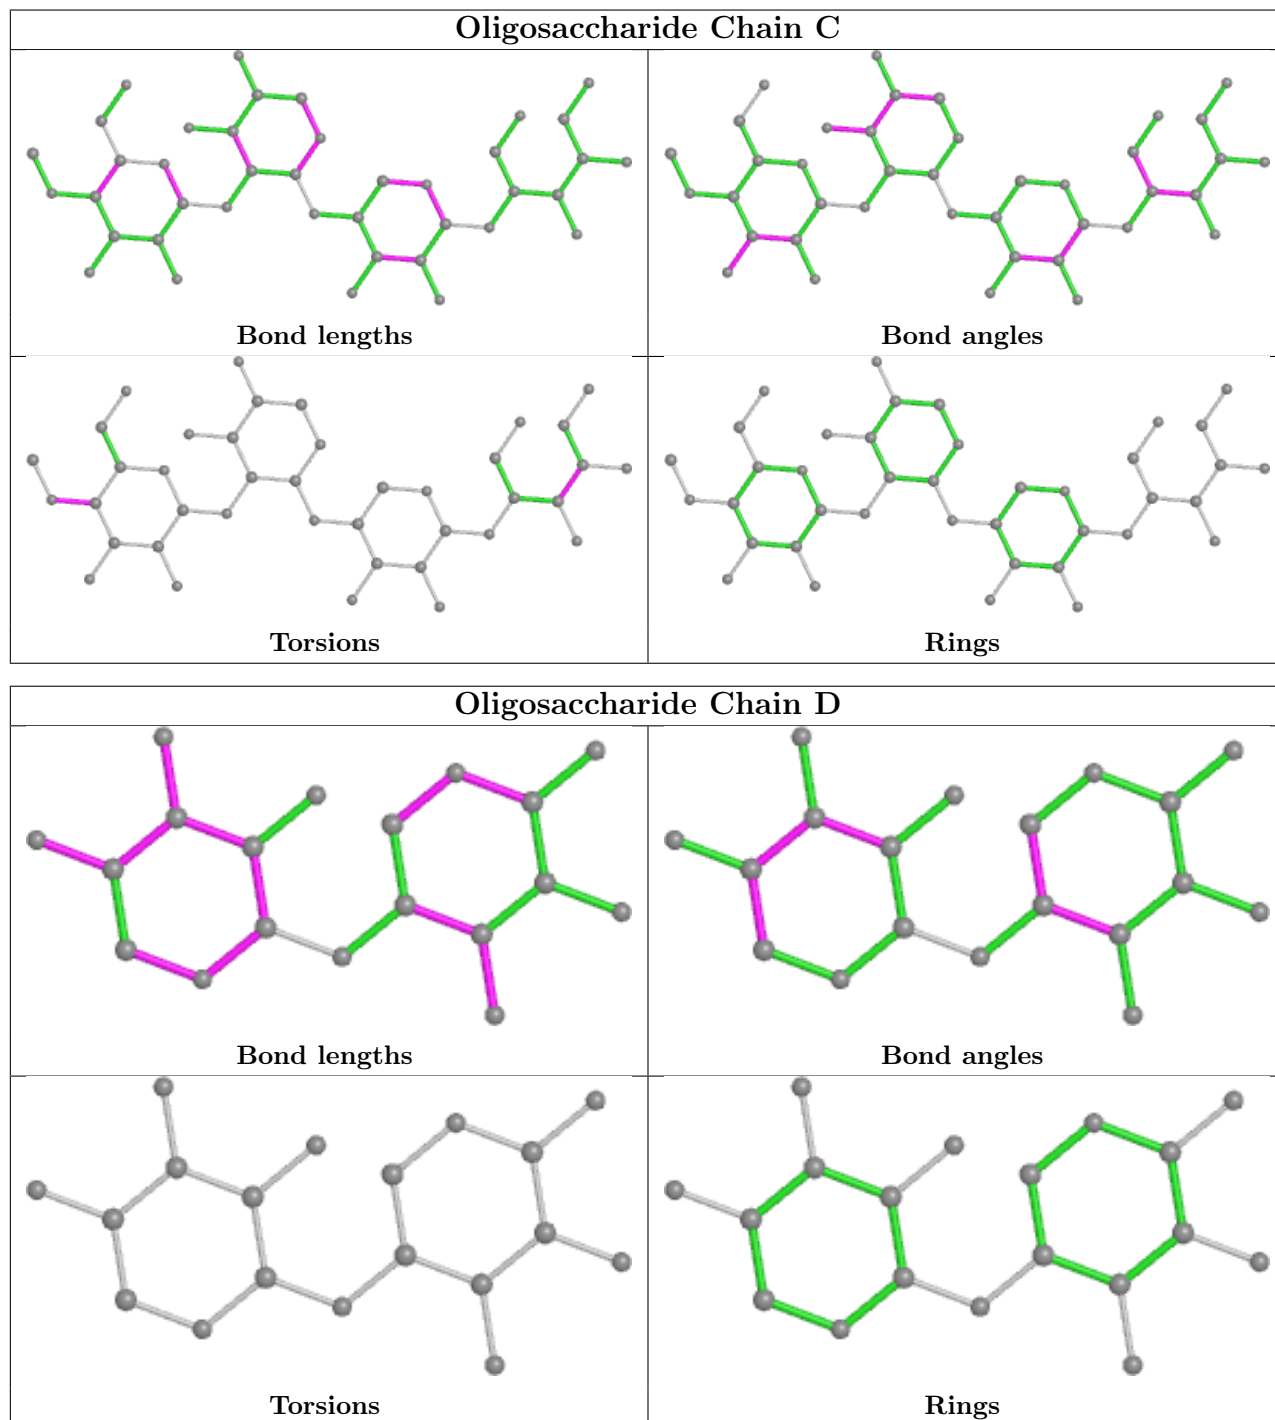 Oligosaccharide Chain C
Bond lengths
Bond angles
Torsions
Rings
Oligosaccharide Chain D
Bond lengths
Bond angles
Torsions
Rings